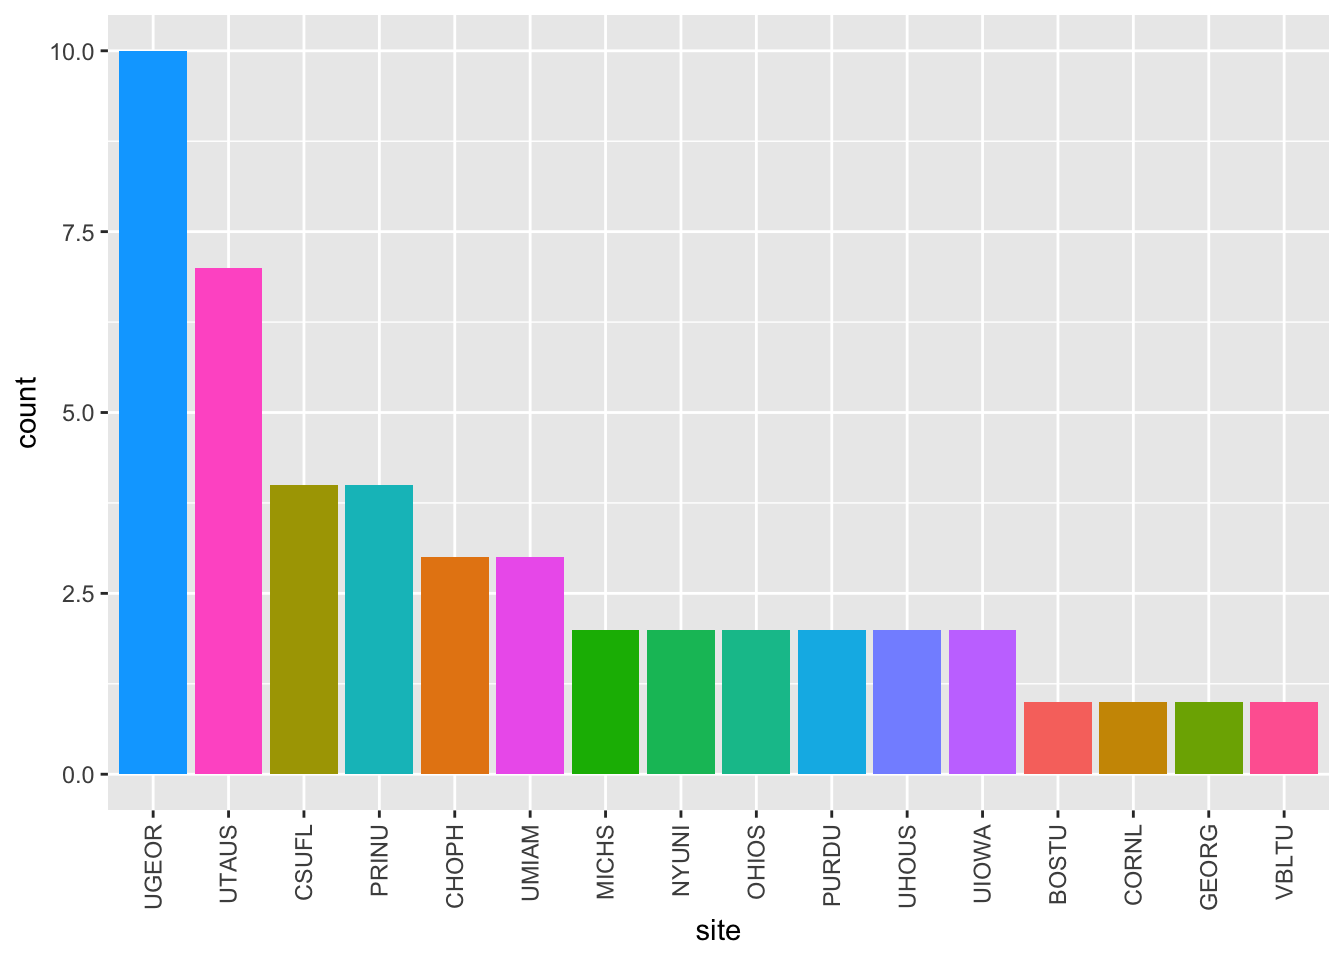 10.0
7.5
5.0
2.5
0.0
count
UGEOR
UTAUS
CSUFL
PRINU
CHOPH
UMIAM
MICHS
NYUNI
OHIOS
PURDU
UHOUS
UIOWA
BOSTU
CORNL
GEORG
VBLTU
site